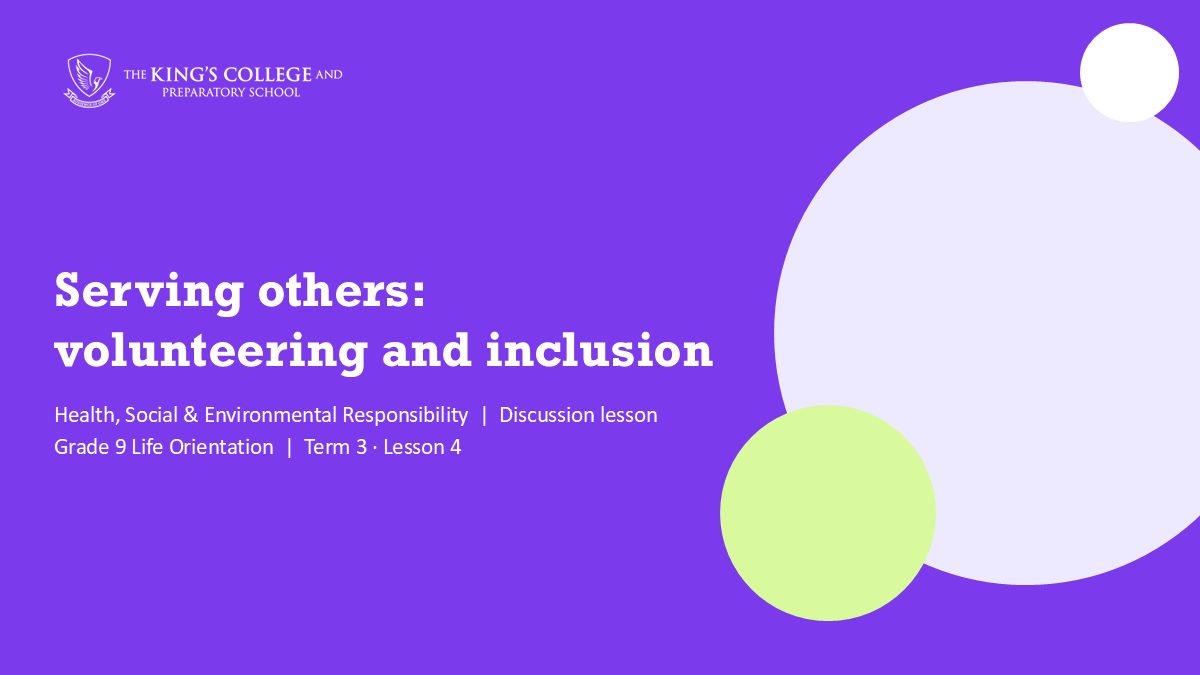 THE KING'S COLLEGE AND
PREPARATORY SCHOOL
Serving others:
volunteering and inclusion
Health, Social & Environmental Responsibility | Discussion lesson
Grade 9 Life Orientation | Term 3 · Lesson 4